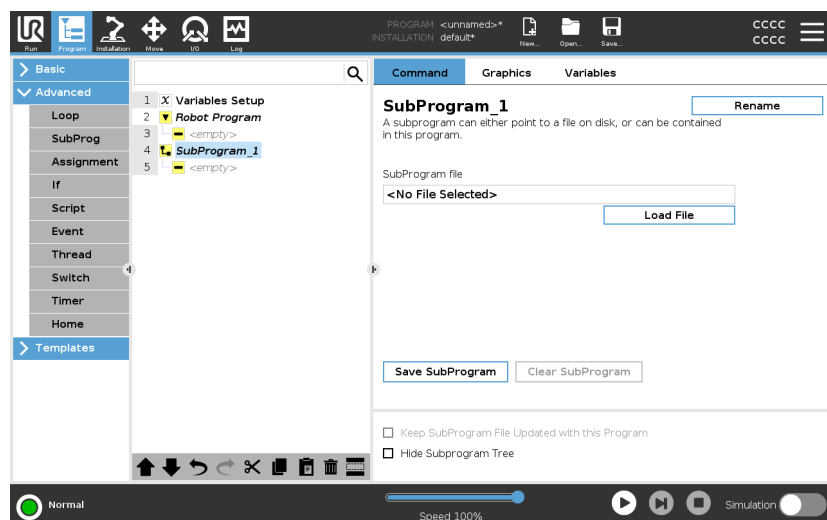 UR
Run
Program
Installation
Move
I/O
Log
PROGRAM <unnamed>*
INSTALLATION default*
New...
Open...
Save...
CCCC
CCCC
Basic
Advanced
Loop
SubProg
Assignment
If
Script
Event
Thread
Switch
Timer
Home
Templates
1 X Variables Setup
2 Robot Program
3 <empty>
4 SubProgram_1
5 <empty>
Command Graphics Variables
SubProgram_1
Rename
A subprogram can either point to a file on disk, or can be contained
in this program.
SubProgram file
<No File Selected>
Load File
Save SubProgram
Clear SubProgram
Keep SubProgram File Updated with this Program
Hide Subprogram Tree
Normal
Speed 100%
Simulation